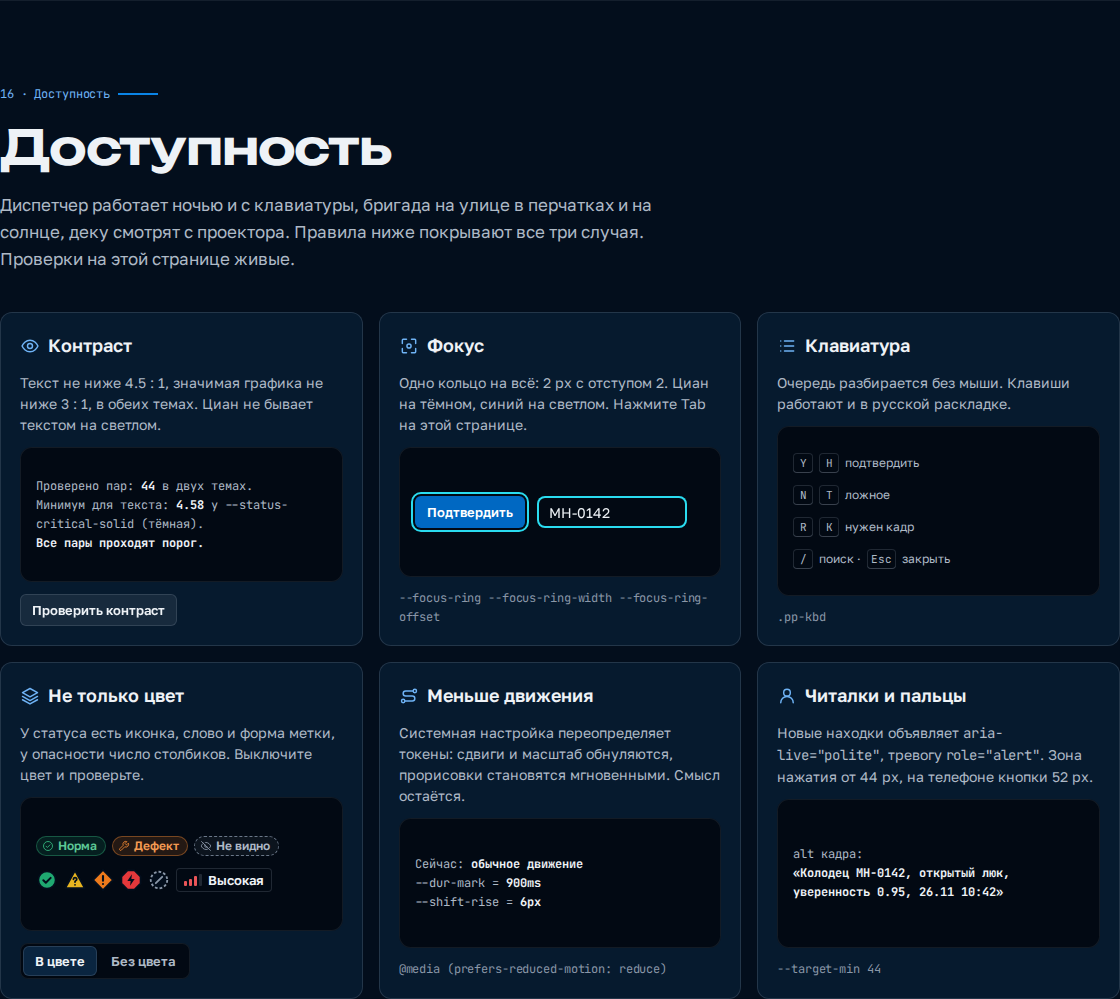 16 · Доступность
Доступность
Диспетчер работает ночью и с клавиатуры, бригада на улице в перчатках и на
солнце, деку смотрят с проектора. Правила ниже покрывают все три случая.
Проверки на этой странице живые.
Контраст
Текст не ниже 4.5 : 1, значимая графика не
ниже 3 : 1, в обеих темах. Циан не бывает
текстом на светлом.
Проверено пар: 44 в двух темах.
Минимум для текста: 4.58 у --status-
critical-solid (тёмная).
Все пары проходят порог.
Проверить контраст
Фокус
Одно кольцо на всё: 2 px с отступом 2. Циан
на тёмном, синий на светлом. Нажмите Tab
на этой странице.
Подтвердить
MH-0142
--focus-ring --focus-ring-width --focus-ring-
offset
Клавиатура
Очередь разбирается без мыши. Клавиши
работают и в русской раскладке.
Y H подтвердить
N T ложное
R K нужен кадр
/ поиск · Esc закрыть
.pp-kbd
Не только цвет
У статуса есть иконка, слово и форма метки,
у опасности число столбиков. Выключите
цвет и проверьте.
Норма Дефект Не видно
Высокая
В цвете Без цвета
Меньше движения
Системная настройка переопределяет
токены: сдвиги и масштаб обнуляются,
прорисовки становятся мгновенными. Смысл
остаётся.
Сейчас: обычное движение
--dur-mark = 900ms
--shift-rise = 6px
@media (prefers-reduced-motion: reduce)
Читалки и пальцы
Новые находки объявляет aria-
live="polite", тревогу role="alert". Зона
нажатия от 44 px, на телефоне кнопки 52 px.
alt кадра:
«Колодец MH-0142, открытый люк,
уверенность 0.95, 26.11 10:42»
--target-min 44